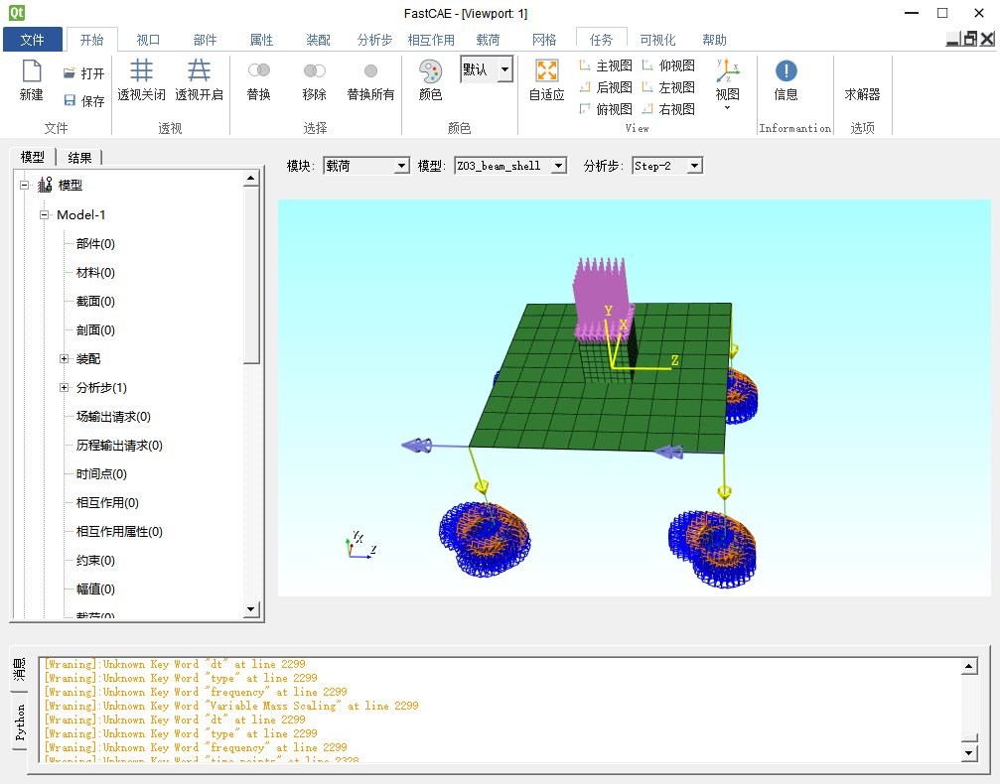 Qt FastCAE - [Viewport: 1]
文件 开始 视口 部件 属性 装配 分析步 相互作用 载荷 网格 任务 可视化 帮助
新建 打开 保存 透视关闭 透视开启 替换 移除 替换所有 颜色 默认 自适应 主视图 仰视图 后视图 左视图 俯视图 右视图 视图 信息 求解器
文件 透视 选择 颜色 View Informantion 选项
模型 结果
模块: 载荷 模型: Z03_beam_shell 分析步: Step-2
模型
Model-1
部件(0)
材料(0)
截面(0)
剖面(0)
装配
分析步(1)
场输出请求(0)
历程输出请求(0)
时间点(0)
相互作用(0)
相互作用属性(0)
约束(0)
幅值(0)
载荷(0)
Y
X
Z
Y
X
Z
消息
Python
[Wraning]:Unknown Key Word "dt" at line 2299
[Wraning]:Unknown Key Word "type" at line 2299
[Wraning]:Unknown Key Word "frequency" at line 2299
[Wraning]:Unknown Key Word "Variable Mass Scaling" at line 2299
[Wraning]:Unknown Key Word "dt" at line 2299
[Wraning]:Unknown Key Word "type" at line 2299
[Wraning]:Unknown Key Word "frequency" at line 2299
[Wraning]:Unknown Key Word "time points" at line 2328